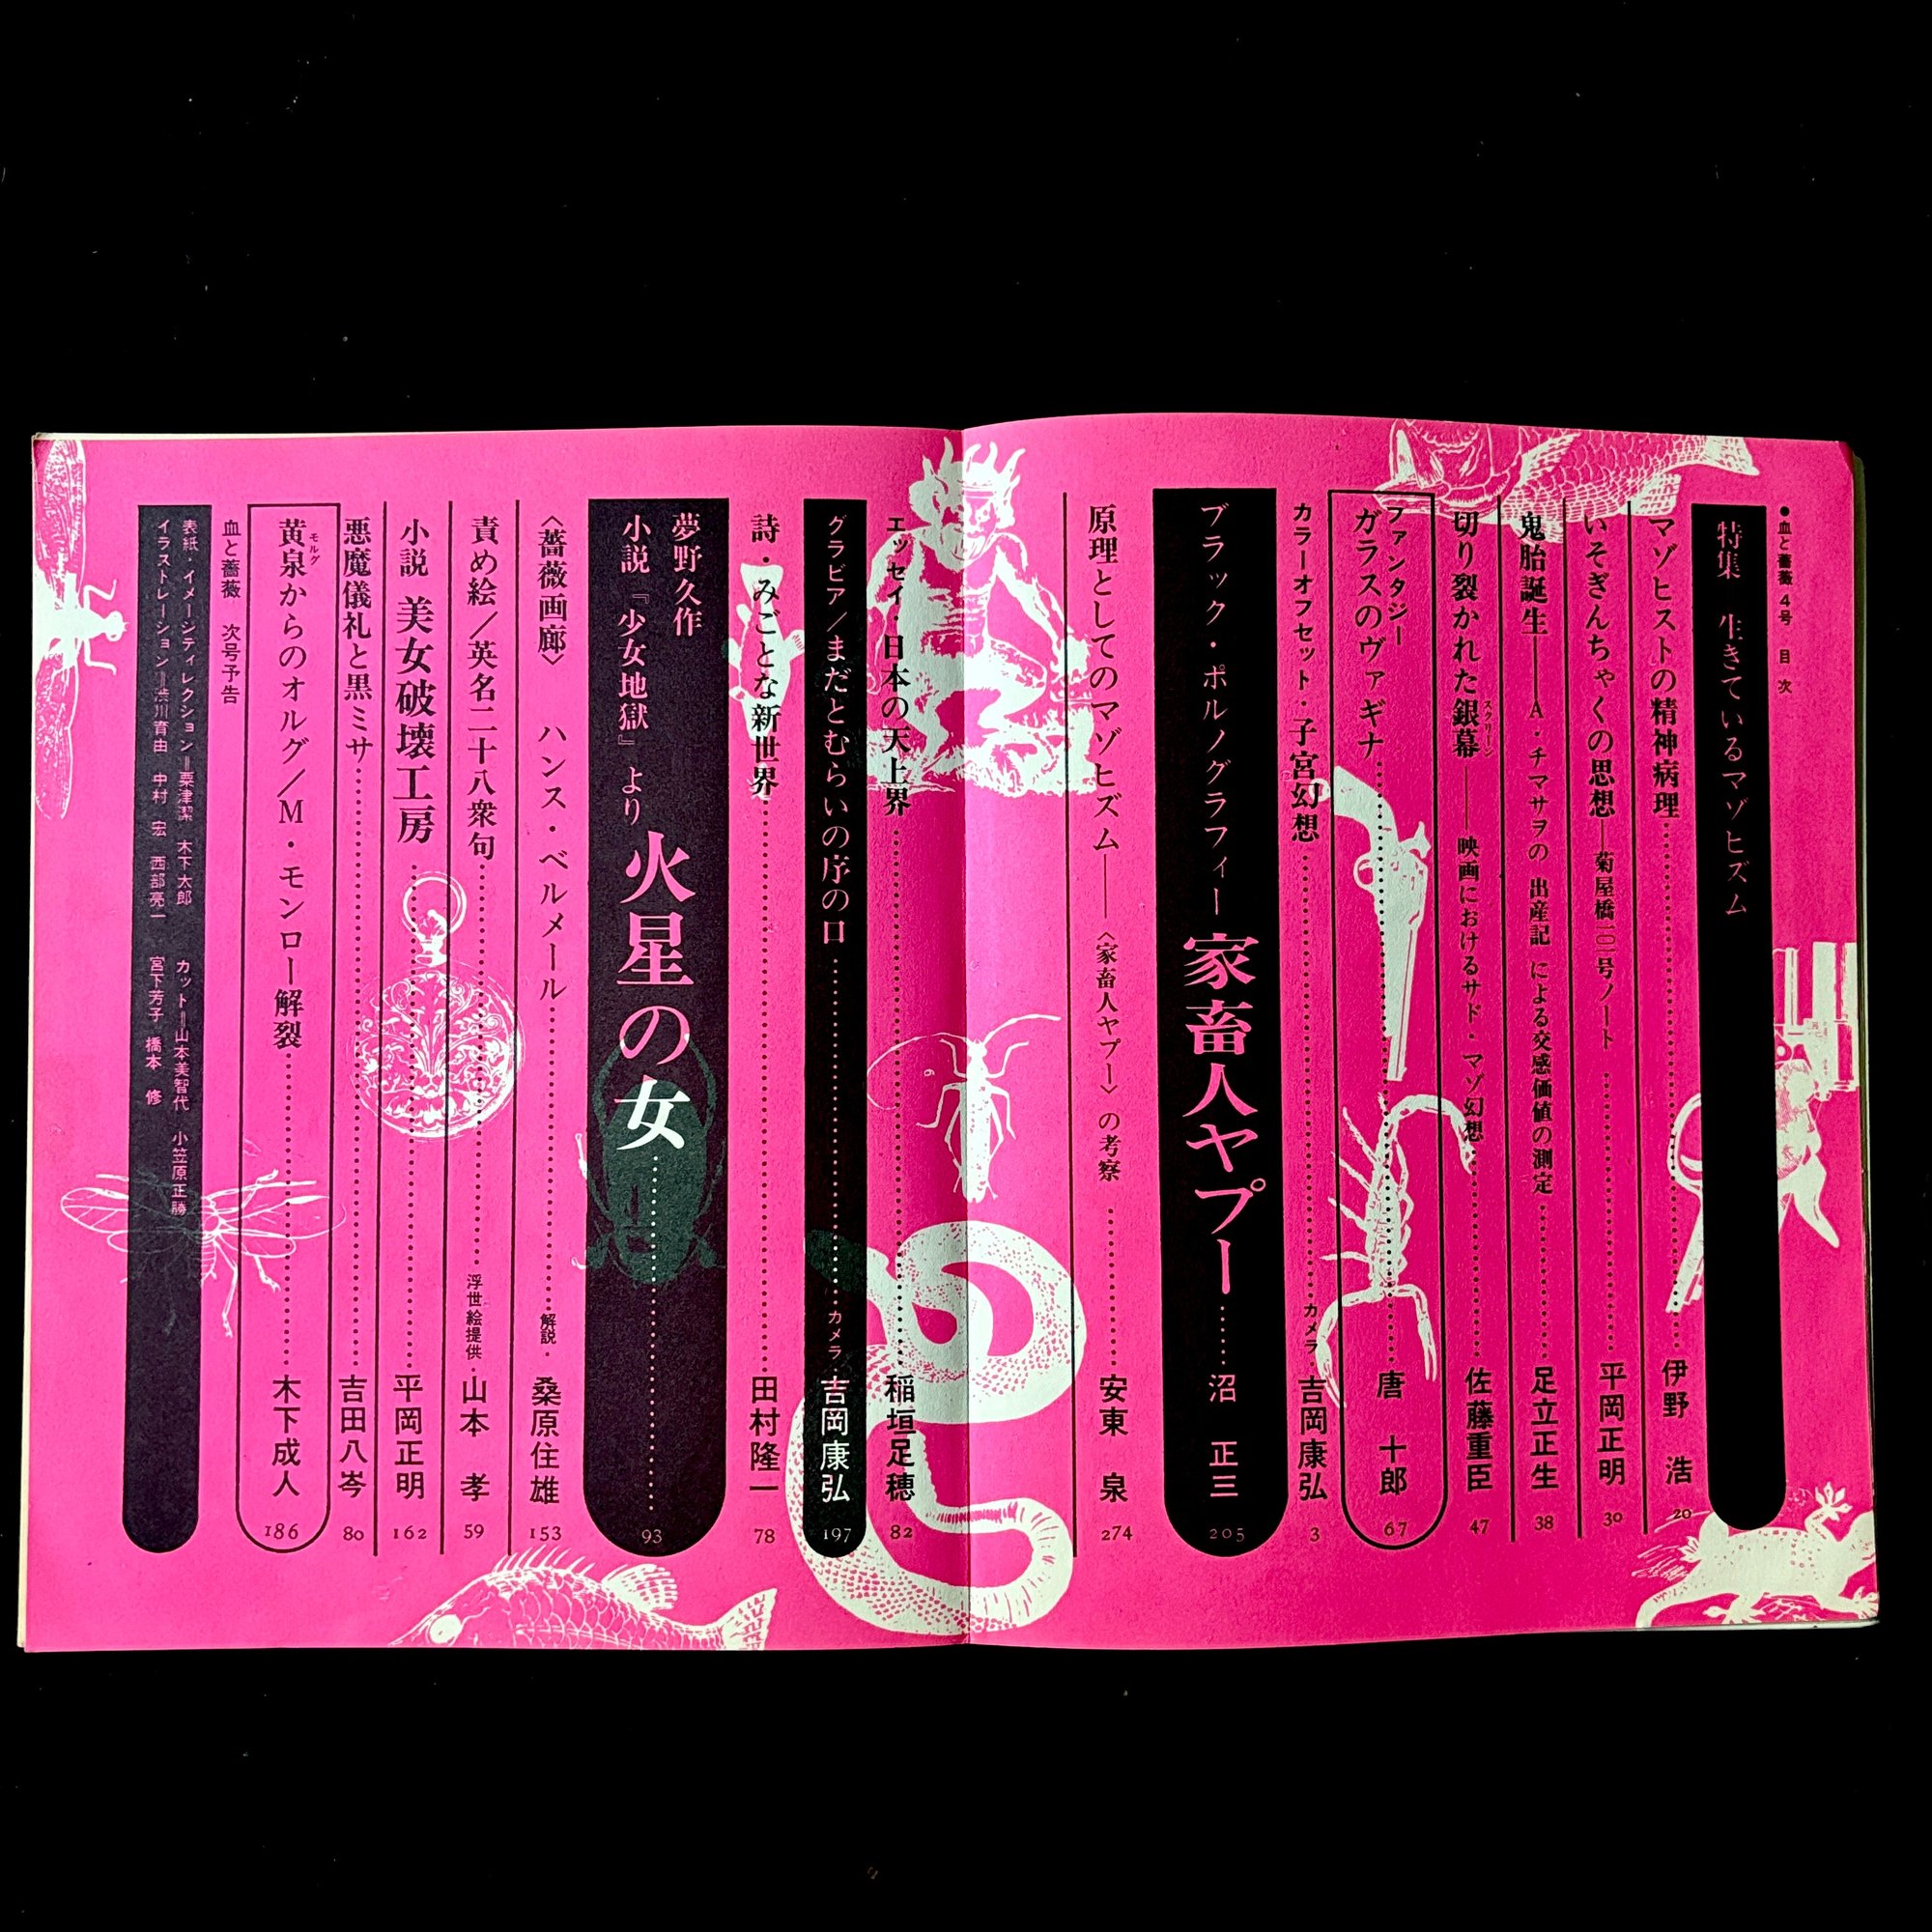 ●血と薔薇 4号 目次
特集 生きているマゾヒズム
マゾヒストの精神病理 伊野 浩 20
いそぎんちゃくの思想―菊屋橋一〇一号ノート 平岡正明 30
鬼胎誕生――A・チマサヲの 出産記 による交感価値の測定 足立正生 38
切り裂かれた銀幕――映画におけるサド・マゾ幻想 佐藤重臣 47
スクリーン
ファンタジー
ガラスのヴァギナ 唐 十郎 67
カラーオフセット・子宮幻想 カメラ・吉岡康弘 3
ブラック・ポルノグラフィー 家畜人ヤプー 沼 正三 205
原理としてのマゾヒズム――〈家畜人ヤプー〉の考察 安東 泉 274
エッセイ・日本の天上界 稲垣足穂 82
グラビア/まだとむらいの序の口 カメラ・吉岡康弘 197
詩・みごとな新世界 田村隆一 78
夢野久作
小説『少女地獄』より 火星の女 93
〈薔薇画廊〉 ハンス・ベルメール 解説・桑原住雄 153
責め絵/英名二十八衆句 浮世絵提供・山本 孝 59
小説 美女破壊工房 平岡正明 162
悪魔儀礼と黒ミサ 吉田八岑 80
モルグ
黄泉からのオルグ/M・モンロー解裂 木下成人 186
血と薔薇 次号予告
表紙・イメージディレクション=粟津潔 木下太郎 カット=山本美智代 小笠原正勝
イラストレーション=渋川育由 中村 宏 西部亮一 宮下芳子 橋本 修